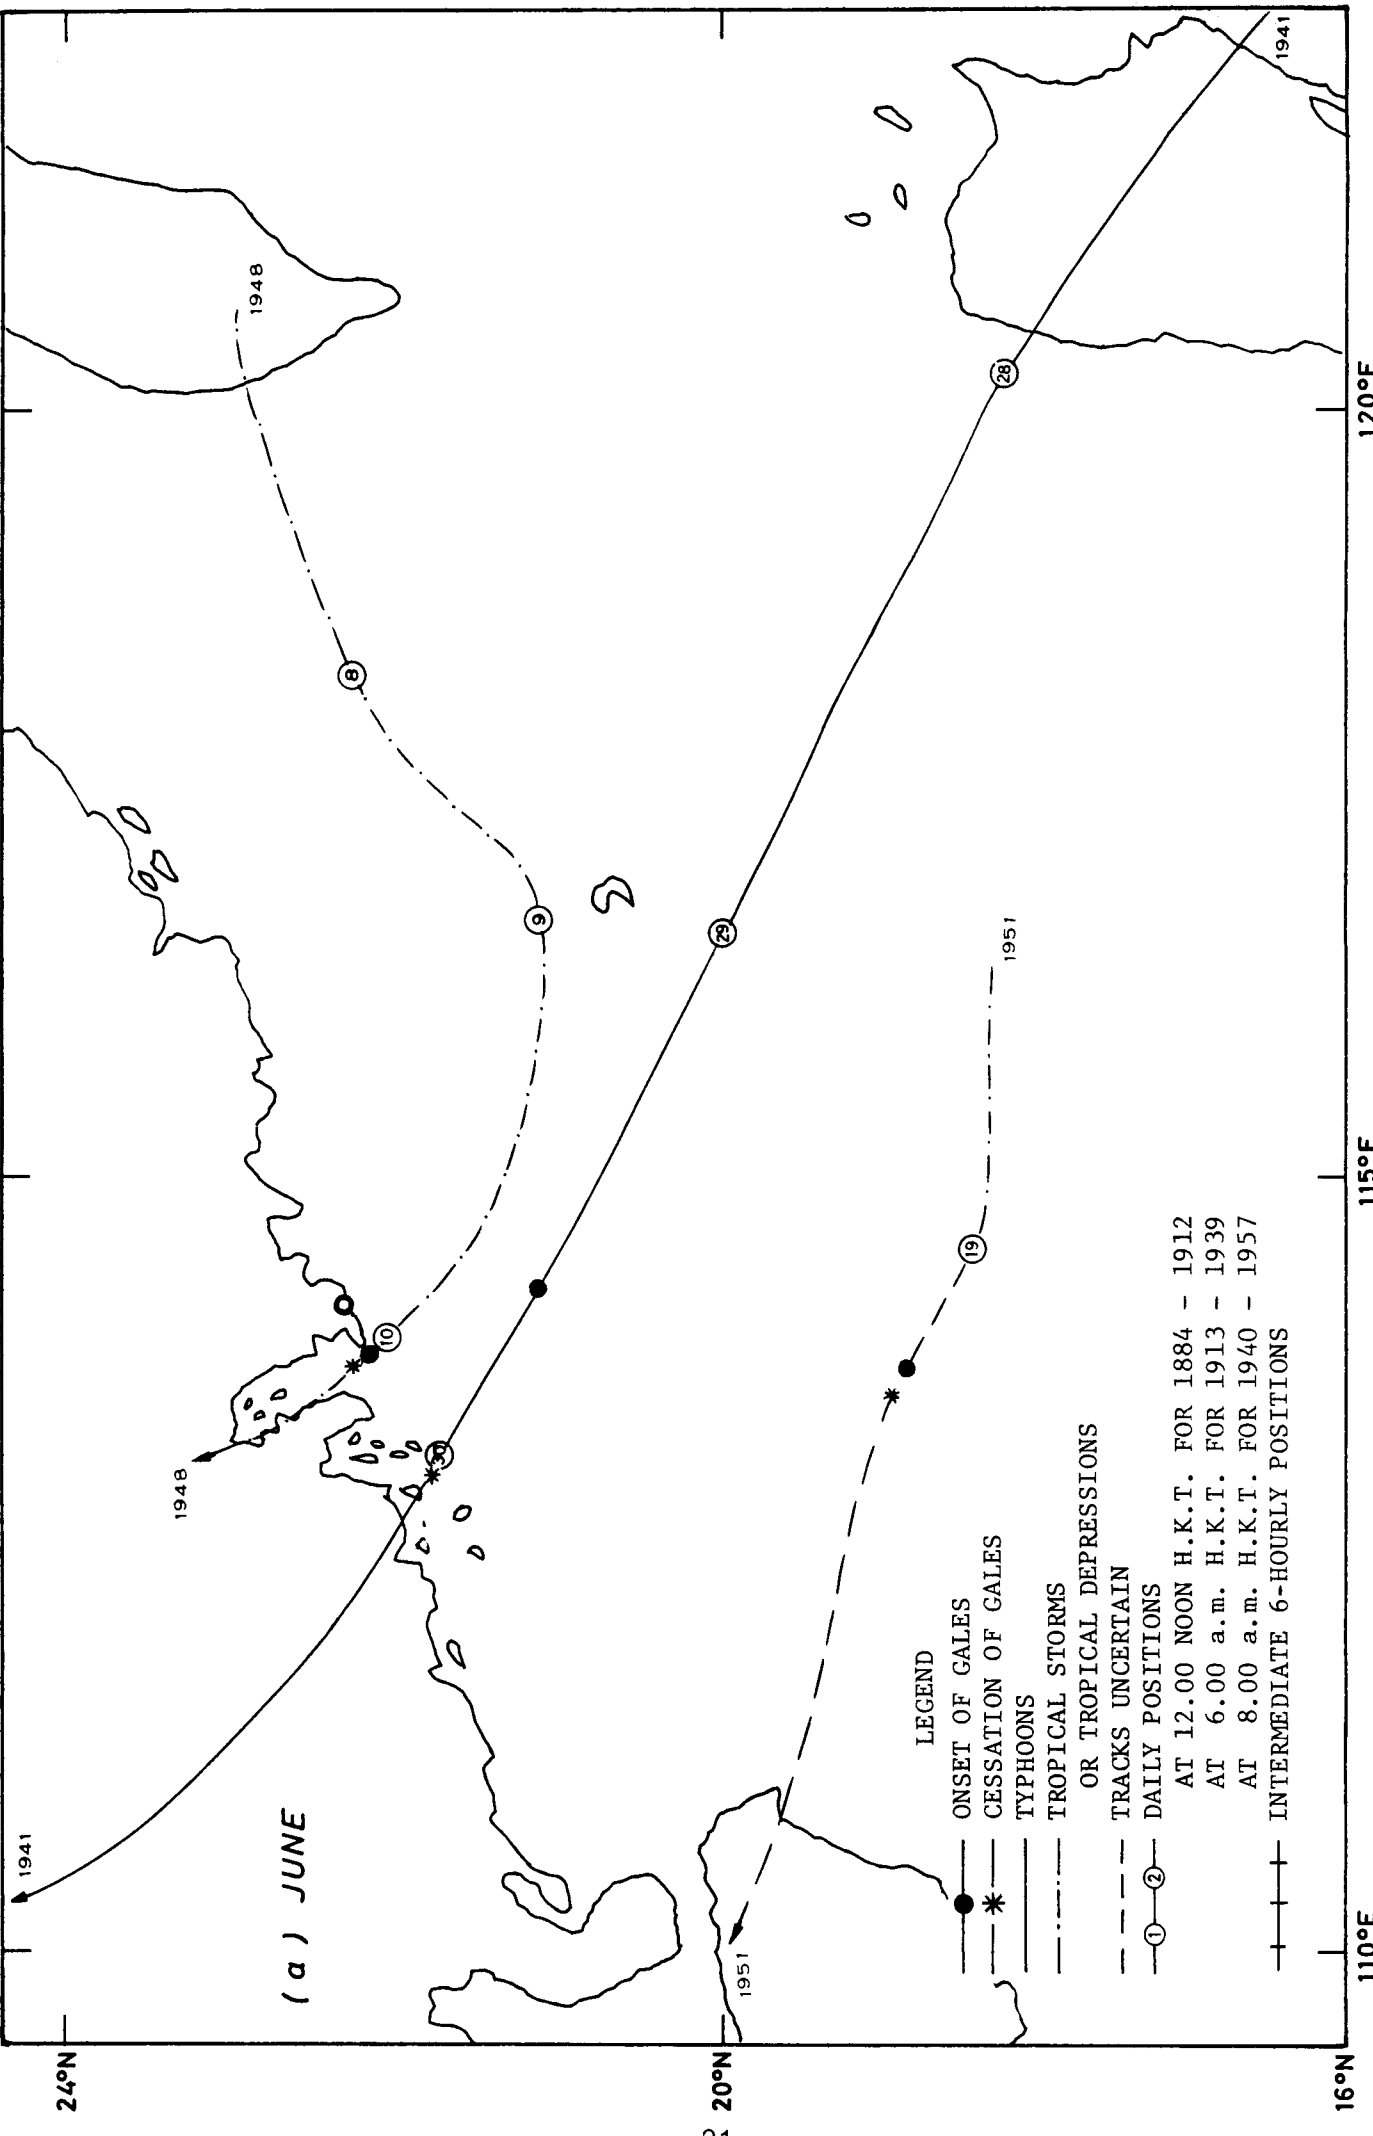 24°N
1941
1948
1948
(a) JUNE
20°N
29
28
30
10
9
8
19
1951
1951
1941
LEGEND
ONSET OF GALES
CESSATION OF GALES
TYPHOONS
TROPICAL STORMS
OR TROPICAL DEPRESSIONS
TRACKS UNCERTAIN
1 2 DAILY POSITIONS
AT 12.00 NOON H.K.T. FOR 1884 - 1912
AT 6.00 a.m. H.K.T. FOR 1913 - 1939
AT 8.00 a.m. H.K.T. FOR 1940 - 1957
INTERMEDIATE 6-HOURLY POSITIONS
16°N
110°E
115°E
120°E